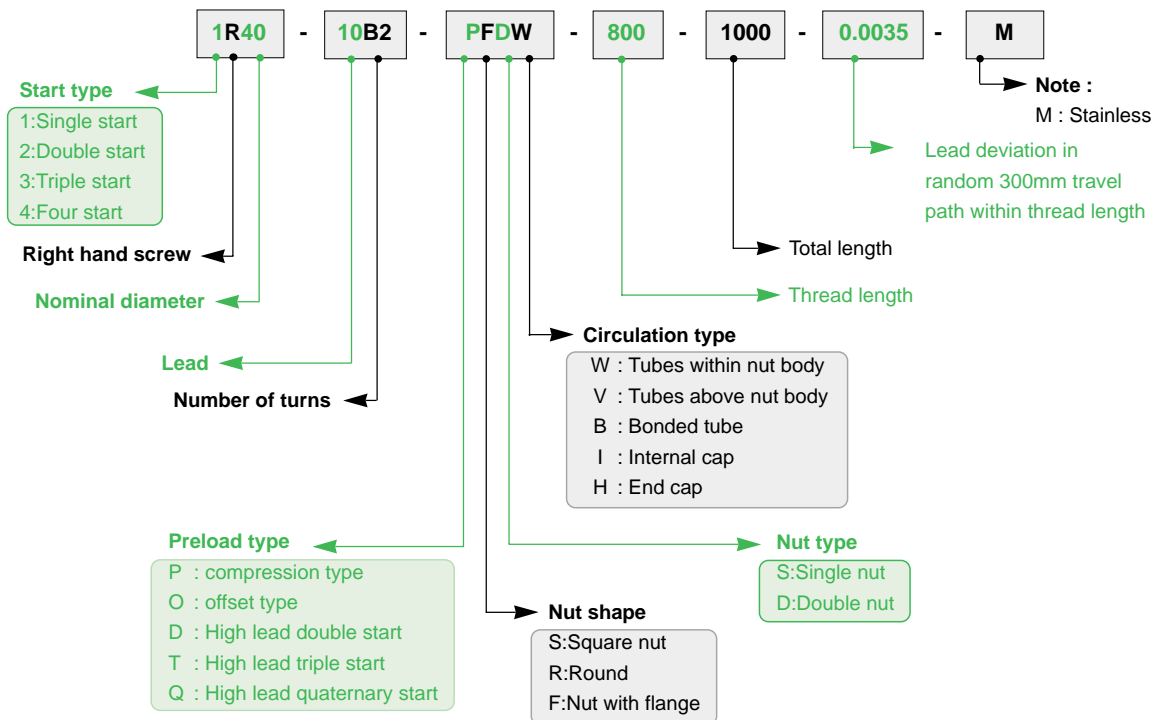 1R40 - 10B2 - PFDW - 800 - 1000 - 0.0035 - M
Start type
1:Single start
2:Double start
3:Triple start
4:Four start
Right hand screw
Nominal diameter
Lead
Number of turns
Note :
M : Stainless
Lead deviation in
random 300mm travel
path within thread length
Total length
Thread length
Circulation type
W : Tubes within nut body
V : Tubes above nut body
B : Bonded tube
I : Internal cap
H : End cap
Preload type
P : compression type
O : offset type
D : High lead double start
T : High lead triple start
Q : High lead quaternary start
Nut shape
S:Square nut
R:Round
F:Nut with flange
Nut type
S:Single nut
D:Double nut